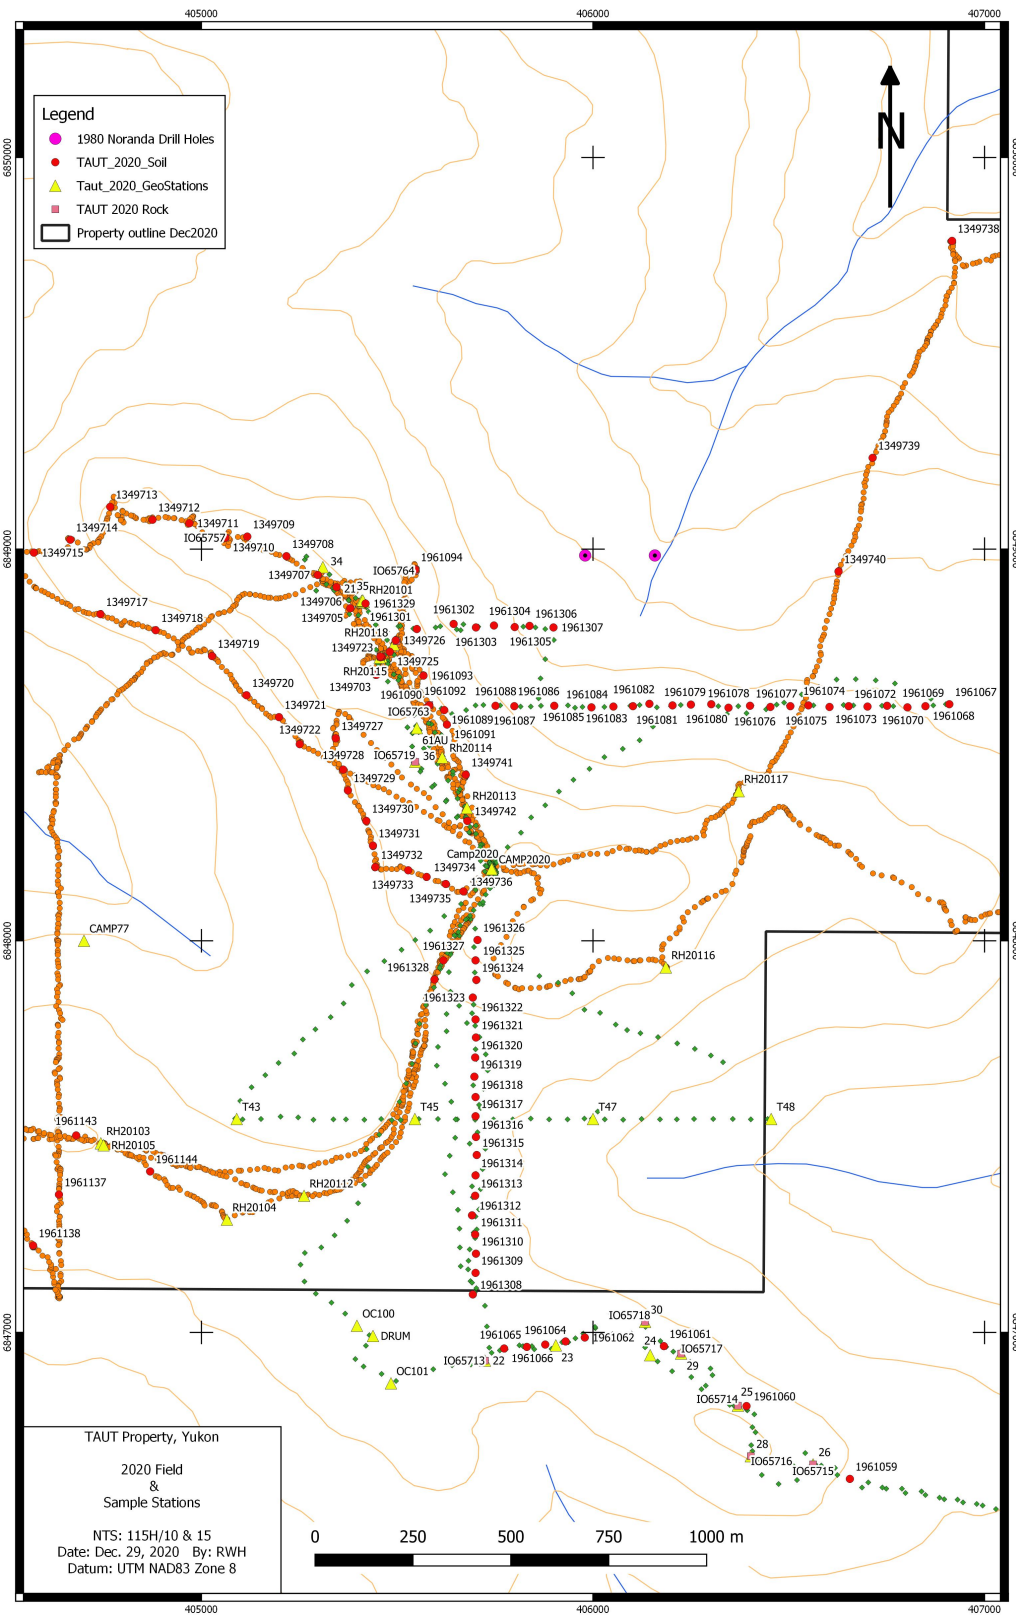 405000
406000
407000
6850000
6850000
N
Legend
1980 Noranda Drill Holes
TAUT_2020_Soil
Taut_2020_GeoStations
TAUT 2020 Rock
Property outline Dec2020
1349738
1349739
1349740
1349713
1349712
1349714
1349711
1349709
IO65757
1349710
1349708
1349715
6849000
6849000
34
1961094
IO65764
1349707
21
35
RH20101
1349706
1961329
1349705
1961301
1349717
1349718
1961302
1961304
1961306
1961307
1961303
1961305
RH20118
1349726
1349723
1349725
1349719
RH20115
1349703
1961093
1349720
1961090
1961092
1961088
1961086
1961084
1961082
1961079
1961078
1961077
1961074
1961072
1961069
1961067
1349721
IO65763
1961089
1961087
1961085
1961083
1961081
1961080
1961076
1961075
1961073
1961070
1961068
1349722
1349727
1961091
61AU
Rh20114
1349728
IO65719
36
1349741
1349729
RH20117
RH20113
1349730
1349742
1349731
1349732
Camp2020
CAMP2020
1349734
1349733
1349736
1349735
CAMP77
1961326
6848000
6848000
1961327
1961325
1961328
1961324
RH20116
1961323
1961322
1961321
1961320
1961319
1961318
T43
T45
1961317
T47
T48
1961143
RH20103
1961316
RH20105
1961315
1961144
1961314
1961137
RH20112
1961313
RH20104
1961312
1961311
1961138
1961310
1961309
1961308
OC100
IO65718
30
6847000
6847000
DRUM
1961065
1961064
1961062
24
1961061
IO65717
IO65713
22
1961066
23
29
OC101
25
IO65714
1961060
28
26
IO65716
IO65715
1961059
TAUT Property, Yukon
2020 Field
&
Sample Stations
NTS: 115H/10 & 15
Date: Dec. 29, 2020 By: RWH
Datum: UTM NAD83 Zone 8
0
250
500
750
1000 m
405000
406000
407000